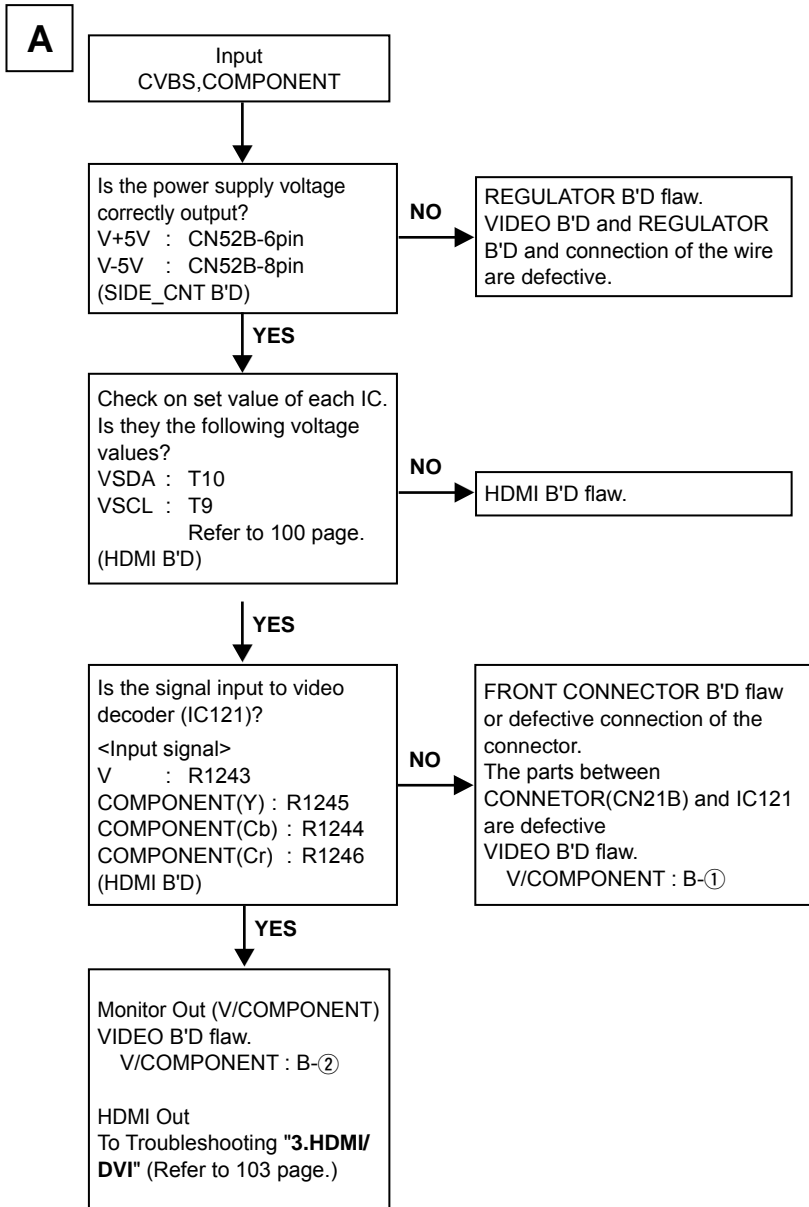 A
Input
CVBS,COMPONENT
Is the power supply voltage
correctly output?
V+5V : CN52B-6pin
V-5V : CN52B-8pin
(SIDE_CNT B'D)
NO
REGULATOR B'D flaw.
VIDEO B'D and REGULATOR
B'D and connection of the wire
are defective.
YES
Check on set value of each IC.
Is they the following voltage
values?
VSDA : T10
VSCL : T9
Refer to 100 page.
(HDMI B'D)
NO
HDMI B'D flaw.
YES
Is the signal input to video
decoder (IC121)?
<Input signal>
V : R1243
COMPONENT(Y) : R1245
COMPONENT(Cb) : R1244
COMPONENT(Cr) : R1246
(HDMI B'D)
NO
FRONT CONNECTOR B'D flaw
or defective connection of the
connector.
The parts between
CONNETOR(CN21B) and IC121
are defective
VIDEO B'D flaw.
V/COMPONENT : B-①
YES
Monitor Out (V/COMPONENT)
VIDEO B'D flaw.
V/COMPONENT : B-②
HDMI Out
To Troubleshooting "3.HDMI/
DVI" (Refer to 103 page.)